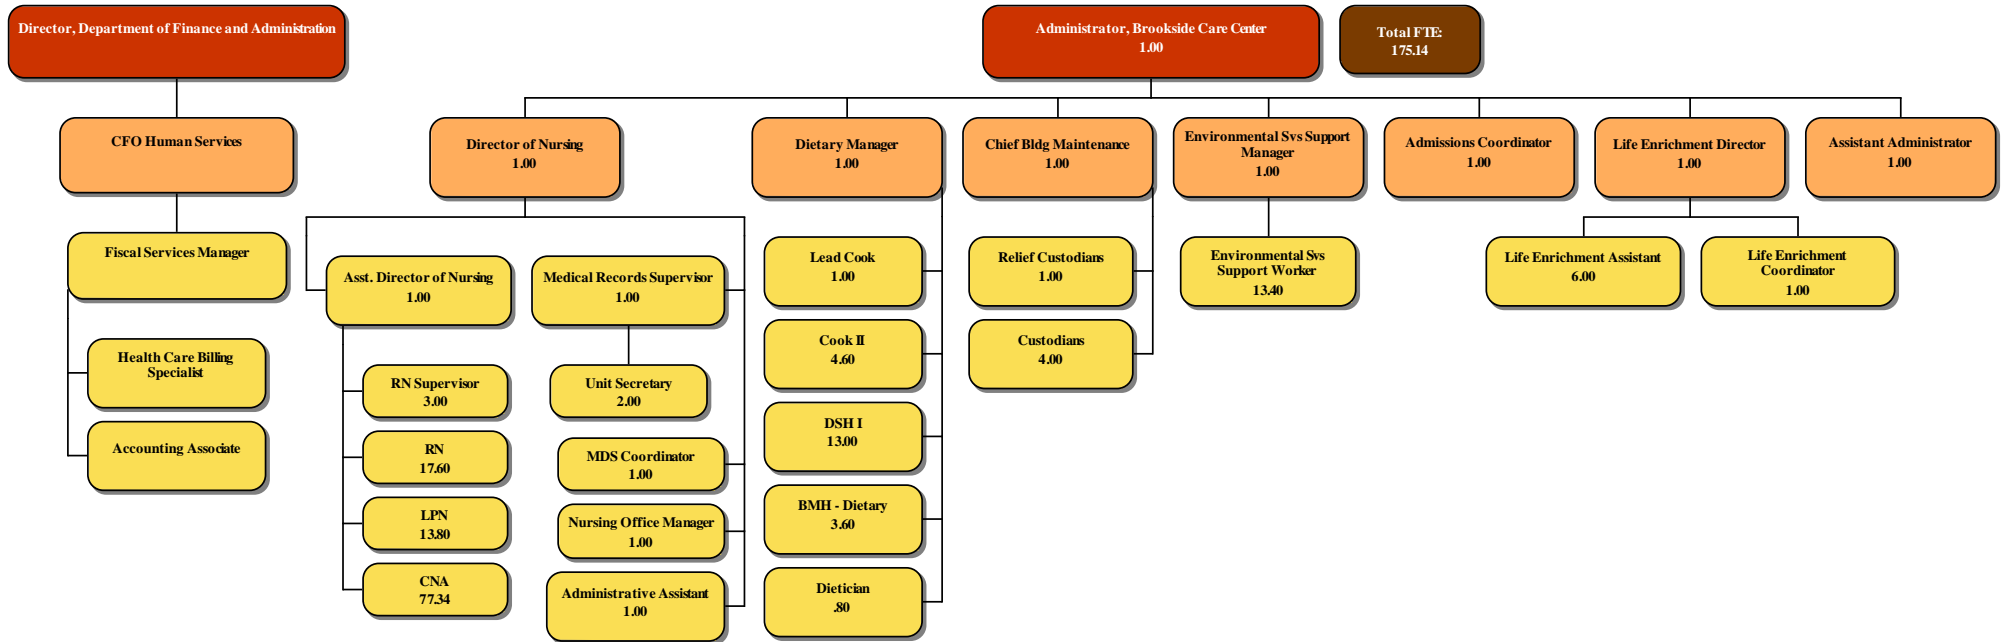 Director, Department of Finance and Administration
Administrator, Brookside Care Center
1.00
Total FTE:
175.14
CFO Human Services
Director of Nursing
1.00
Dietary Manager
1.00
Chief Bldg Maintenance
1.00
Environmental Svs Support
Manager
1.00
Admissions Coordinator
1.00
Life Enrichment Director
1.00
Assistant Administrator
1.00
Fiscal Services Manager
Health Care Billing
Specialist
Accounting Associate
Asst. Director of Nursing
1.00
RN Supervisor
3.00
RN
17.60
LPN
13.80
CNA
77.34
Medical Records Supervisor
1.00
Unit Secretary
2.00
MDS Coordinator
1.00
Nursing Office Manager
1.00
Administrative Assistant
1.00
Lead Cook
1.00
Cook II
4.60
DSH I
13.00
BMH - Dietary
3.60
Dietician
.80
Relief Custodians
1.00
Custodians
4.00
Environmental Svs
Support Worker
13.40
Life Enrichment Assistant
6.00
Life Enrichment
Coordinator
1.00